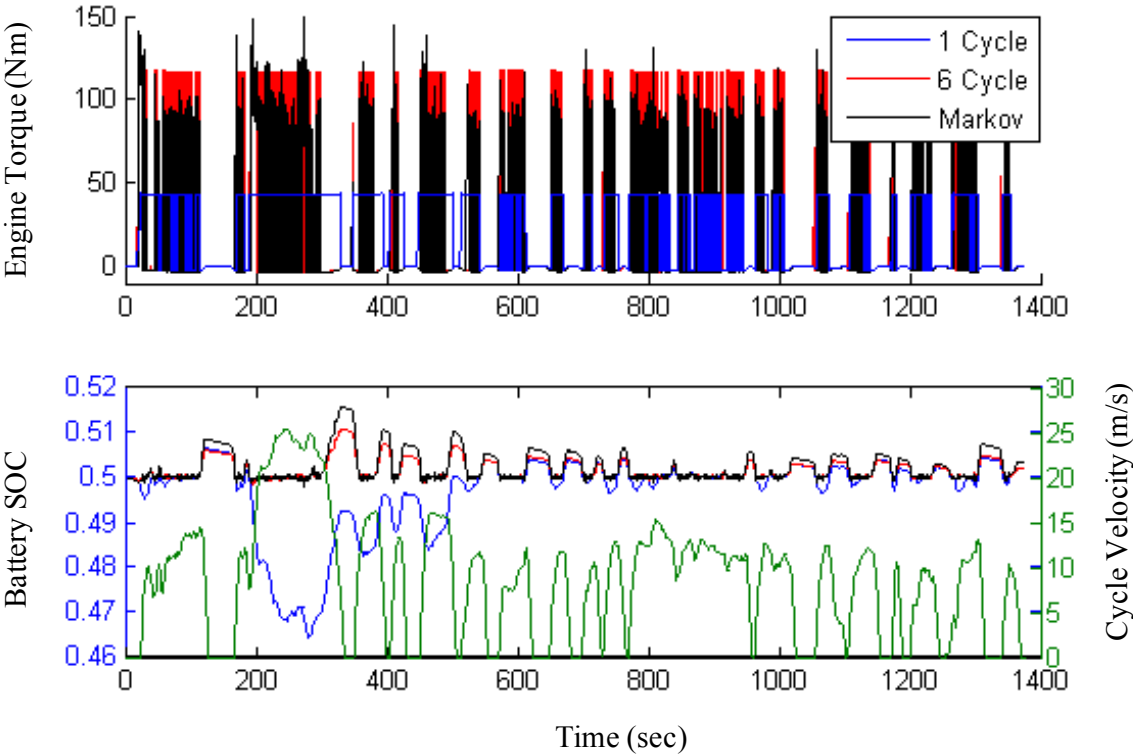 Engine Torque (Nm)
150
100
50
0
1 Cycle
6 Cycle
Markov
0 200 400 600 800 1000 1200 1400
Battery SOC
0.52
0.51
0.5
0.49
0.48
0.47
0.46
30
25
20
15
10
5
0
Cycle Velocity (m/s)
0 200 400 600 800 1000 1200 1400
Time (sec)